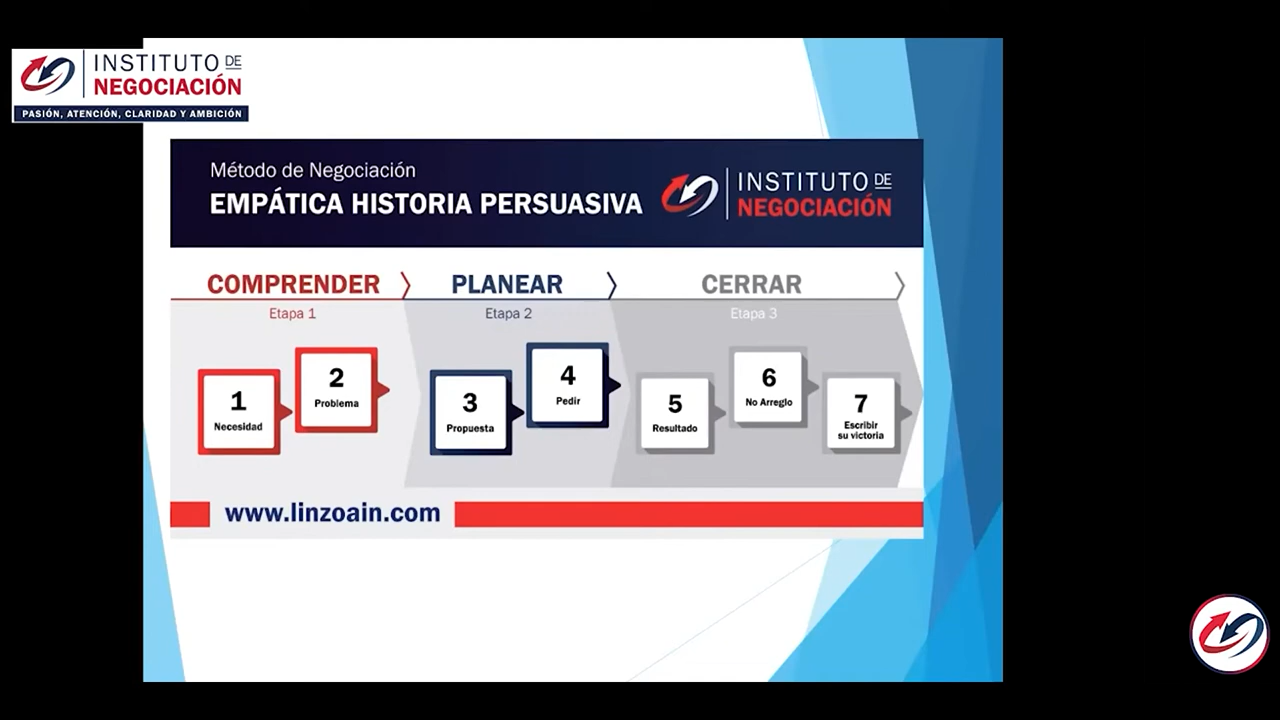 INSTITUTO DE
NEGOCIACIÓN
PASIÓN, ATENCIÓN, CLARIDAD Y AMBICIÓN
Método de Negociación
EMPÁTICA HISTORIA PERSUASIVA
INSTITUTO DE
NEGOCIACIÓN
COMPRENDER
PLANEAR
CERRAR
Etapa 1
Etapa 2
Etapa 3
1
Necesidad
2
Problema
3
Propuesta
4
Pedir
5
Resultado
6
No Arreglo
7
Escribir
su victoria
www.linzoain.com